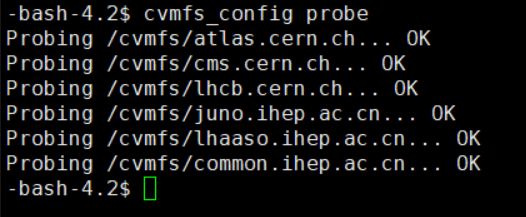 -bash-4.2$ cvmfs_config probe
Probing /cvmfs/atlas.cern.ch... OK
Probing /cvmfs/cms.cern.ch... OK
Probing /cvmfs/lhcb.cern.ch... OK
Probing /cvmfs/juno.ihep.ac.cn... OK
Probing /cvmfs/lhaaso.ihep.ac.cn... OK
Probing /cvmfs/common.ihep.ac.cn... OK
-bash-4.2$